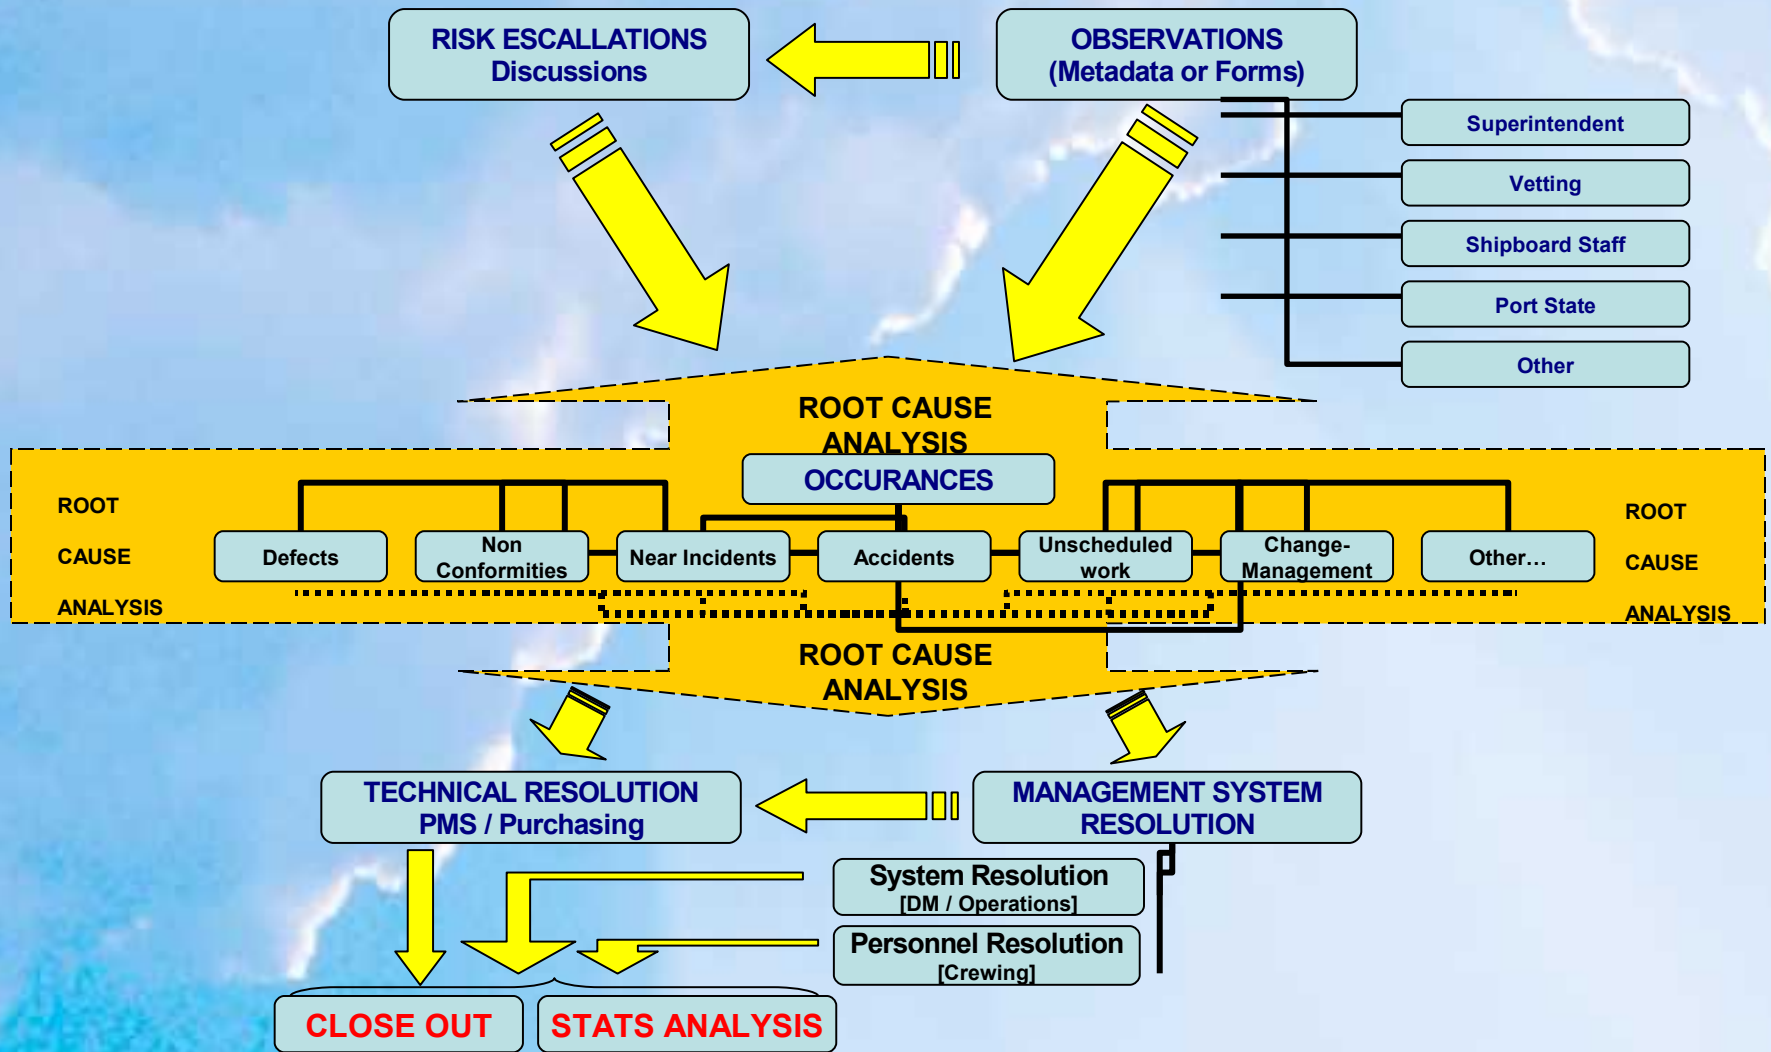 RISK ESCALLATIONS
Discussions
OBSERVATIONS
(Metadata or Forms)
Superintendent
Vetting
Shipboard Staff
Port State
Other
ROOT CAUSE
ANALYSIS
OCCURANCES
ROOT
CAUSE
ANALYSIS
Defects
Non
Conformities
Near Incidents
Accidents
Unscheduled
work
Change-
Management
Other...
ROOT
CAUSE
ANALYSIS
ROOT CAUSE
ANALYSIS
TECHNICAL RESOLUTION
PMS / Purchasing
MANAGEMENT SYSTEM
RESOLUTION
System Resolution
[DM / Operations]
Personnel Resolution
[Crewing]
CLOSE OUT
STATS ANALYSIS